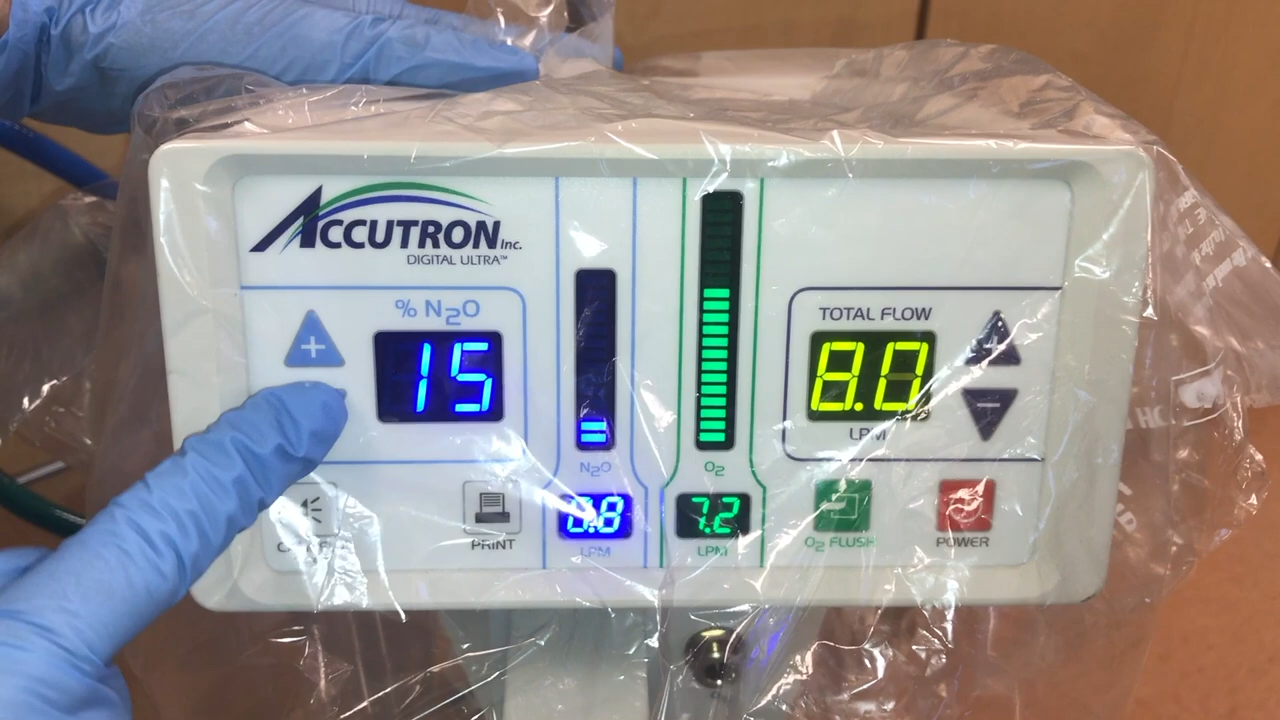 ACCUTRON Inc.
DIGITAL ULTRA™
% N2O
+
15
N2O
0.8
LPM
O2
7.2
LPM
TOTAL FLOW
8.0
LPM
+
−
PRINT
O2 FLUSH
POWER